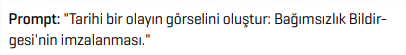 Prompt: "Tarihi bir olayın görselini oluştur: Bağımsızlık Bildir-
gesi'nin imzalanması."